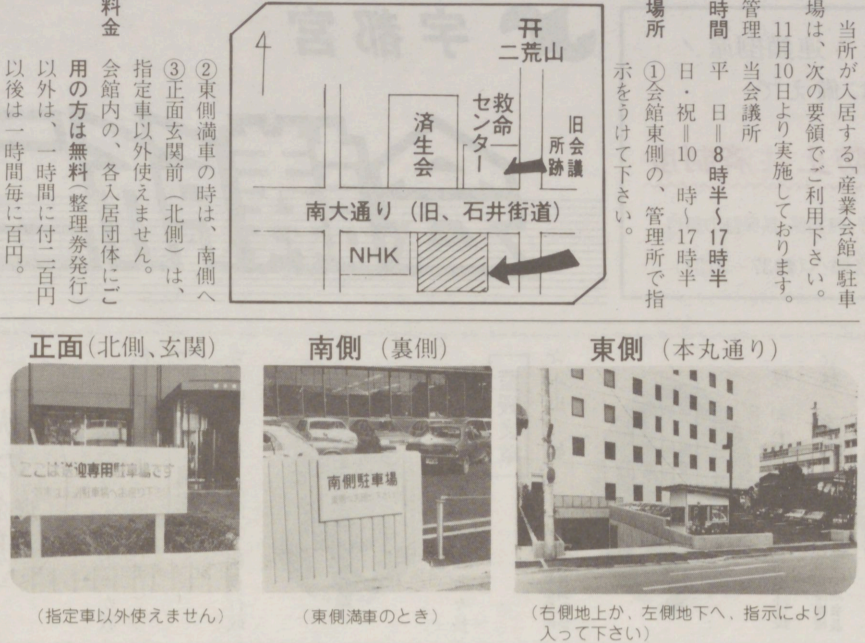 当所が入居する「産業会館」駐車
場は、次の要領でご利用下さい。
11月10日より実施しております。
管理 当会議所
時間 平 日＝8時半〜17時半
日・祝＝10 時〜17時半
場所 ①会館東側の、管理所で指
示をうけて下さい。
②東側満車の時は、南側へ
③正面玄関前（北側）は、
指定車以外使えません。
料金 会館内の、各入居団体にご
用の方は無料（整理券発行）
以外は、一時間に付二百円
以後は一時間毎に百円。
4
二荒山
救命
センター
済生会
旧会議
所跡
南大通り（旧、石井街道）
NHK
正面（北側、玄関）
南側（裏側）
東側（本丸通り）
ここは送迎専用駐車場です
南側駐車場
（指定車以外使えません）
（東側満車のとき）
（右側地上か、左側地下へ、指示により
入って下さい）